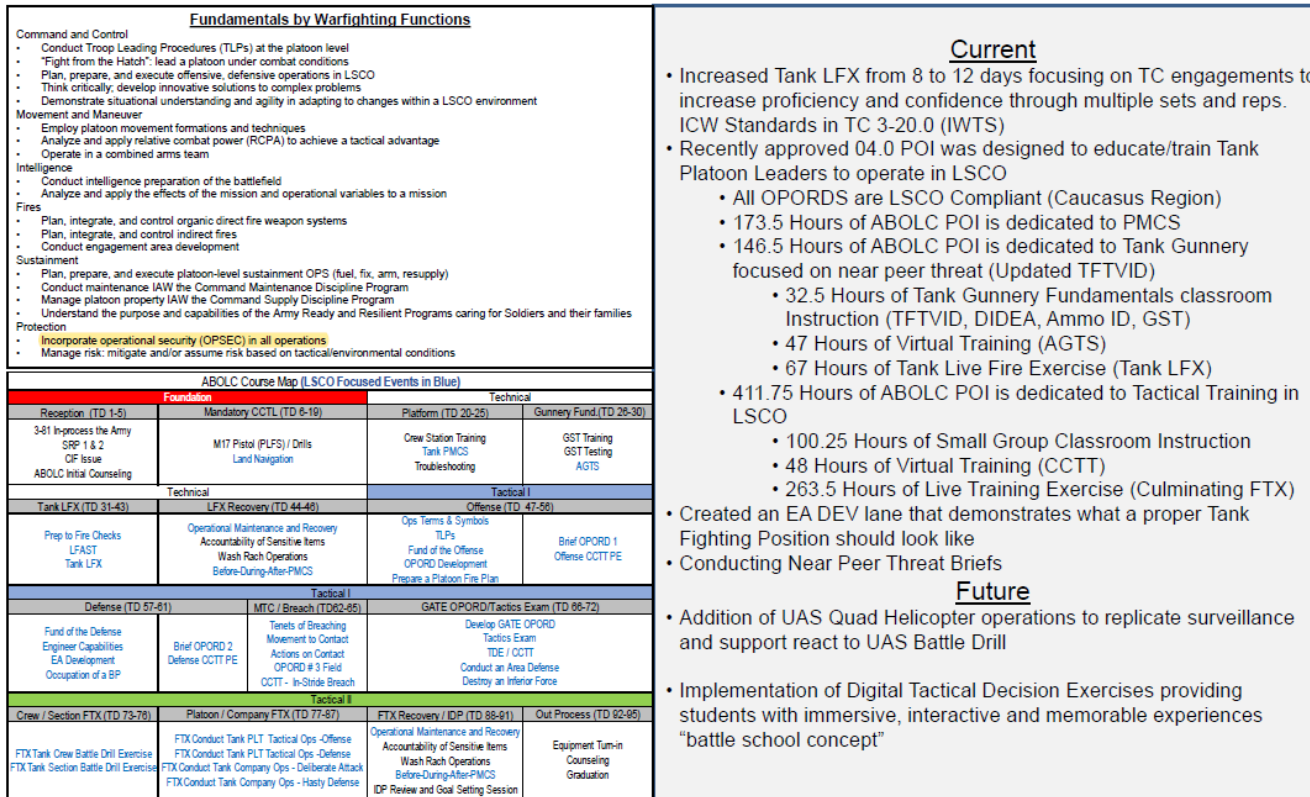 Fundamentals by Warfighting Functions
Command and Control
• Conduct Troop Leading Procedures (TLPs) at the platoon level
• "Fight from the Hatch": lead a platoon under combat conditions
• Plan, prepare, and execute offensive, defensive operations in LSCO
• Think critically; develop innovative solutions to complex problems
• Demonstrate situational understanding and agility in adapting to changes within a LSCO environment
Movement and Maneuver
• Employ platoon movement formations and techniques
• Analyze and apply relative combat power (RCPA) to achieve a tactical advantage
• Operate in a combined arms team
Intelligence
• Conduct intelligence preparation of the battlefield
• Analyze and apply the effects of the mission and operational variables to a mission
Fires
• Plan, integrate, and control organic direct fire weapon systems
• Plan, integrate, and control indirect fires
• Conduct engagement area development
Sustainment
• Plan, prepare, and execute platoon-level sustainment OPS (fuel, fix, arm, resupply)
• Conduct maintenance IAW the Command Maintenance Discipline Program
• Manage platoon property IAW the Command Supply Discipline Program
• Understand the purpose and capabilities of the Army Ready and Resilient Programs caring for Soldiers and their families
Protection
• Incorporate operational security (OPSEC) in all operations
• Manage risk: mitigate and/or assume risk based on tactical/environmental conditions
ABOLC Course Map (LSCO Focused Events in Blue)
Foundation
Technical
Reception (TD 1-5)
Mandatory CCTL (TD 6-19)
Platform (TD 20-25)
Gunnery Fund.(TD 26-30)
3-81 In-process the Army
SRP 1 & 2
CIF Issue
ABOLC Initial Counseling
M17 Pistol (PLFS) / Drills
Land Navigation
Crew Station Training
Tank PMCS
Troubleshooting
GST Training
GST Testing
AGTS
Technical
Tactical I
Tank LFX (TD 31-43)
LFX Recovery (TD 44-46)
Offense (TD 47-56)
Prep to Fire Checks
LFAST
Tank LFX
Operational Maintenance and Recovery
Accountability of Sensitive Items
Wash Rach Operations
Before-During-After-PMCS
Ops Terms & Symbols
TLPs
Fund of the Offense
OPORD Development
Prepare a Platoon Fire Plan
Brief OPORD 1
Offense CCTT PE
Tactical I
Defense (TD 57-61)
MTC / Breach (TD62-65)
GATE OPORD/Tactics Exam (TD 66-72)
Fund of the Defense
Engineer Capabilities
EA Development
Occupation of a BP
Brief OPORD 2
Defense CCTT PE
Tenets of Breaching
Movement to Contact
Actions on Contact
OPORD # 3 Field
CCTT - In-Stride Breach
Develop GATE OPORD
Tactics Exam
TDE / CCTT
Conduct an Area Defense
Destroy an Inferior Force
Tactical II
Crew / Section FTX (TD 73-76)
Platoon / Company FTX (TD 77-87)
FTX Recovery / IDP (TD 88-91)
Out Process (TD 92-95)
FTX Tank Crew Battle Drill Exercise
FTX Tank Section Battle Drill Exercise
FTX Conduct Tank PLT Tactical Ops -Offense
FTX Conduct Tank PLT Tactical Ops -Defense
FTX Conduct Tank Company Ops - Deliberate Attack
FTX Conduct Tank Company Ops - Hasty Defense
Operational Maintenance and Recovery
Accountability of Sensitive Items
Wash Rach Operations
Before-During-After-PMCS
IDP Review and Goal Setting Session
Equipment Turn-in
Counseling
Graduation
Current
• Increased Tank LFX from 8 to 12 days focusing on TC engagements to
increase proficiency and confidence through multiple sets and reps.
ICW Standards in TC 3-20.0 (IWTS)
• Recently approved 04.0 POI was designed to educate/train Tank
Platoon Leaders to operate in LSCO
• All OPORDS are LSCO Compliant (Caucasus Region)
• 173.5 Hours of ABOLC POI is dedicated to PMCS
• 146.5 Hours of ABOLC POI is dedicated to Tank Gunnery
focused on near peer threat (Updated TFTVID)
• 32.5 Hours of Tank Gunnery Fundamentals classroom
Instruction (TFTVID, DIDEA, Ammo ID, GST)
• 47 Hours of Virtual Training (AGTS)
• 67 Hours of Tank Live Fire Exercise (Tank LFX)
• 411.75 Hours of ABOLC POI is dedicated to Tactical Training in
LSCO
• 100.25 Hours of Small Group Classroom Instruction
• 48 Hours of Virtual Training (CCTT)
• 263.5 Hours of Live Training Exercise (Culminating FTX)
• Created an EA DEV lane that demonstrates what a proper Tank
Fighting Position should look like
• Conducting Near Peer Threat Briefs
Future
• Addition of UAS Quad Helicopter operations to replicate surveillance
and support react to UAS Battle Drill
• Implementation of Digital Tactical Decision Exercises providing
students with immersive, interactive and memorable experiences
"battle school concept"